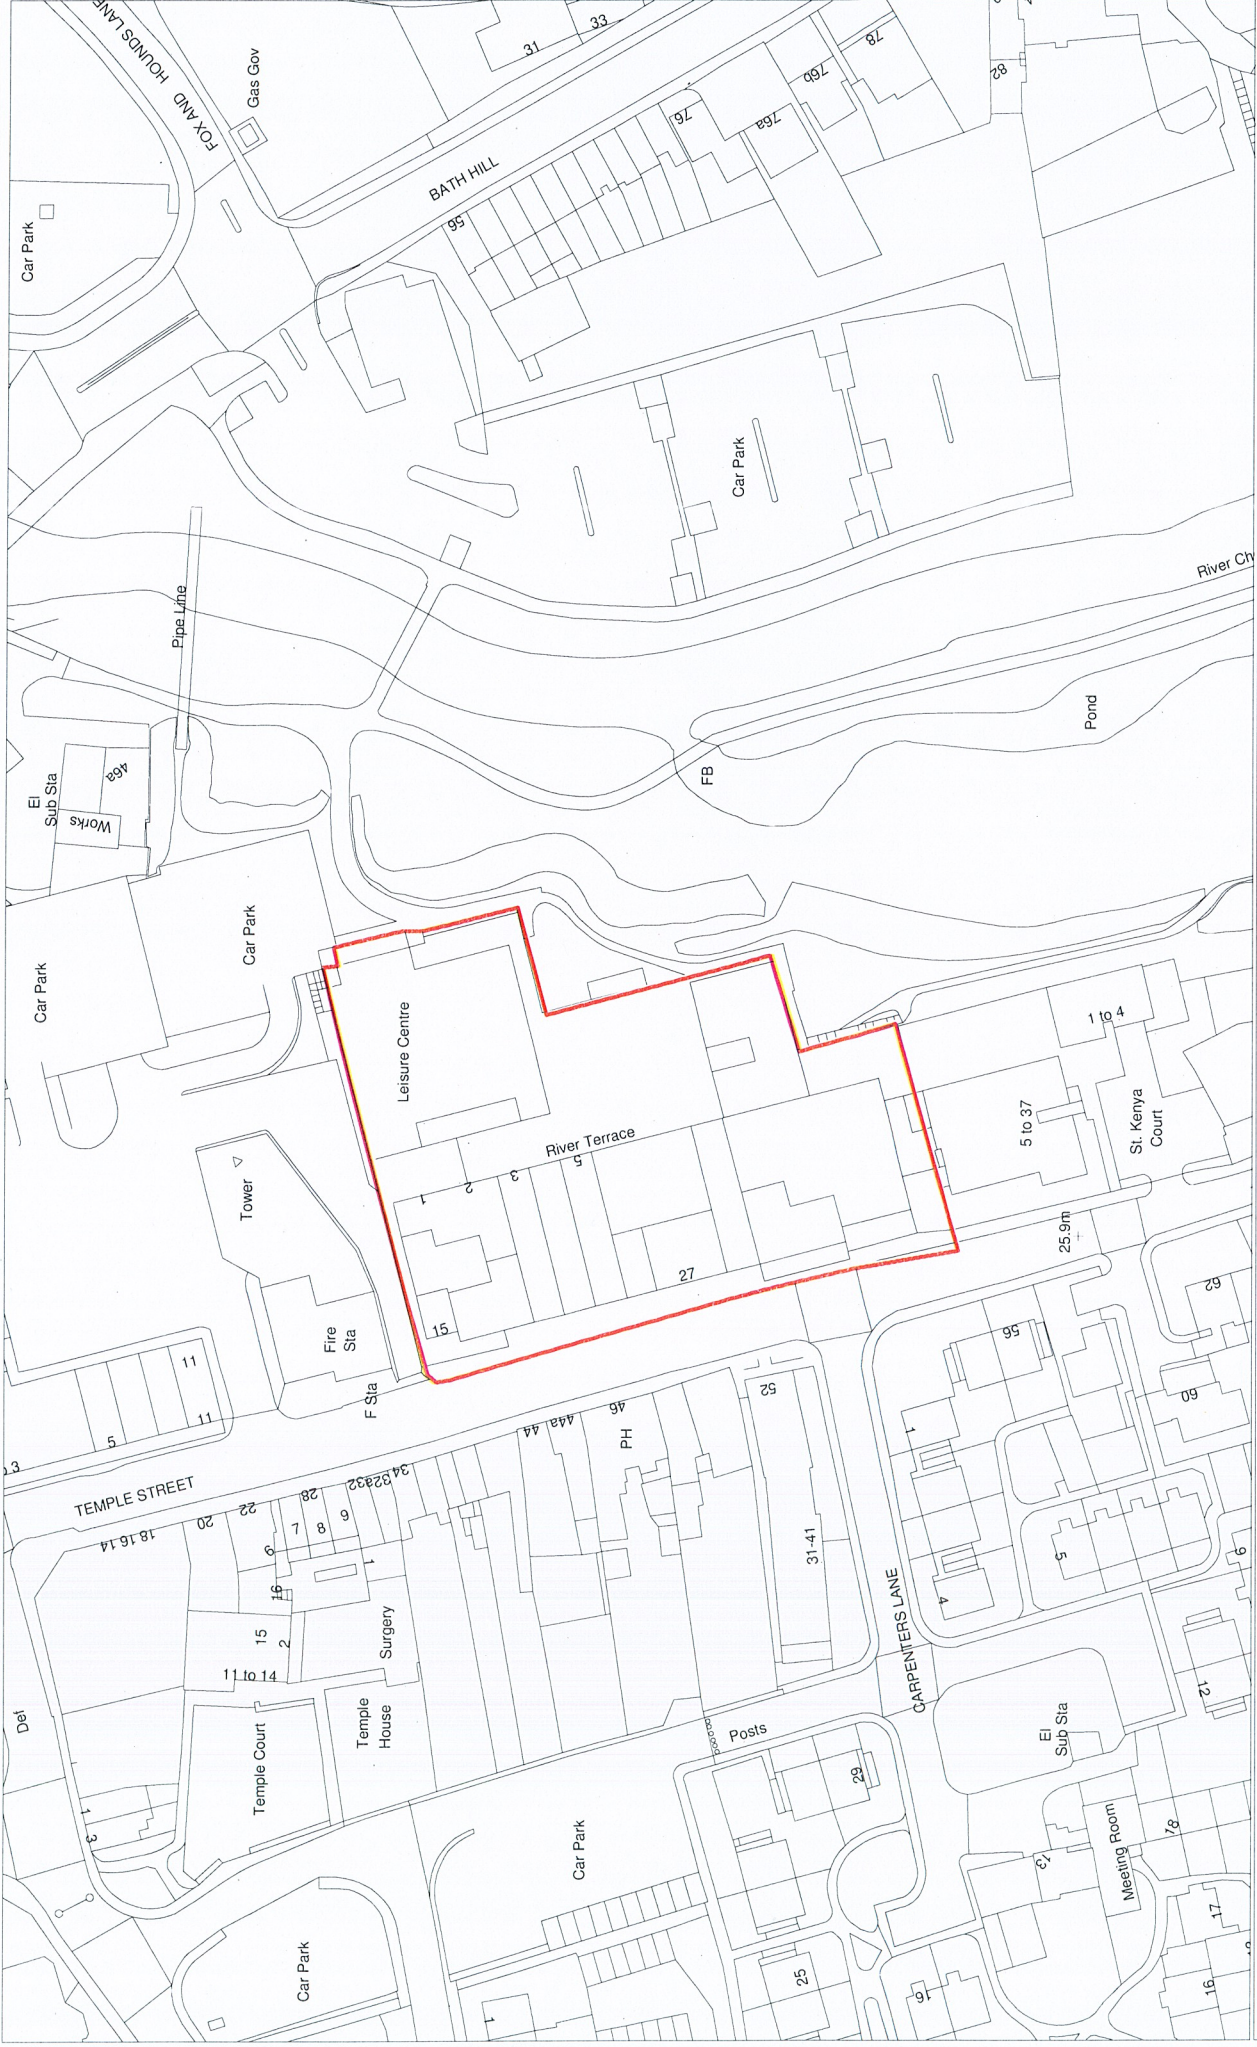 FOX AND HOUNDS LANE
Gas Gov
31
33
78
82
Car Park
BATH HILL
76b
76
76a
56
Car Park
Pipe Line
River Ch
Pond
FB
El
Sub Sta
46a
Works
Car Park
Car Park
Leisure Centre
1 to 4
5 to 37
St. Kenya
Court
River Terrace
1
2
3
5
Tower
27
15
25.9m
Fire
Sta
F Sta
62
56
60
11
11
5
3
TEMPLE STREET
52
46
PH
44a
44
34
32a
32
28
22
20
18 16 14
7
8
9
6
1
16
15
2
11 to 14
Surgery
1
31-41
CARPENTERS LANE
4
5
9
12
Def
Temple Court
Temple
House
Posts
29
El
Sub Sta
1
3
Car Park
Car Park
13
Meeting Room
18
17
16
25
16
1